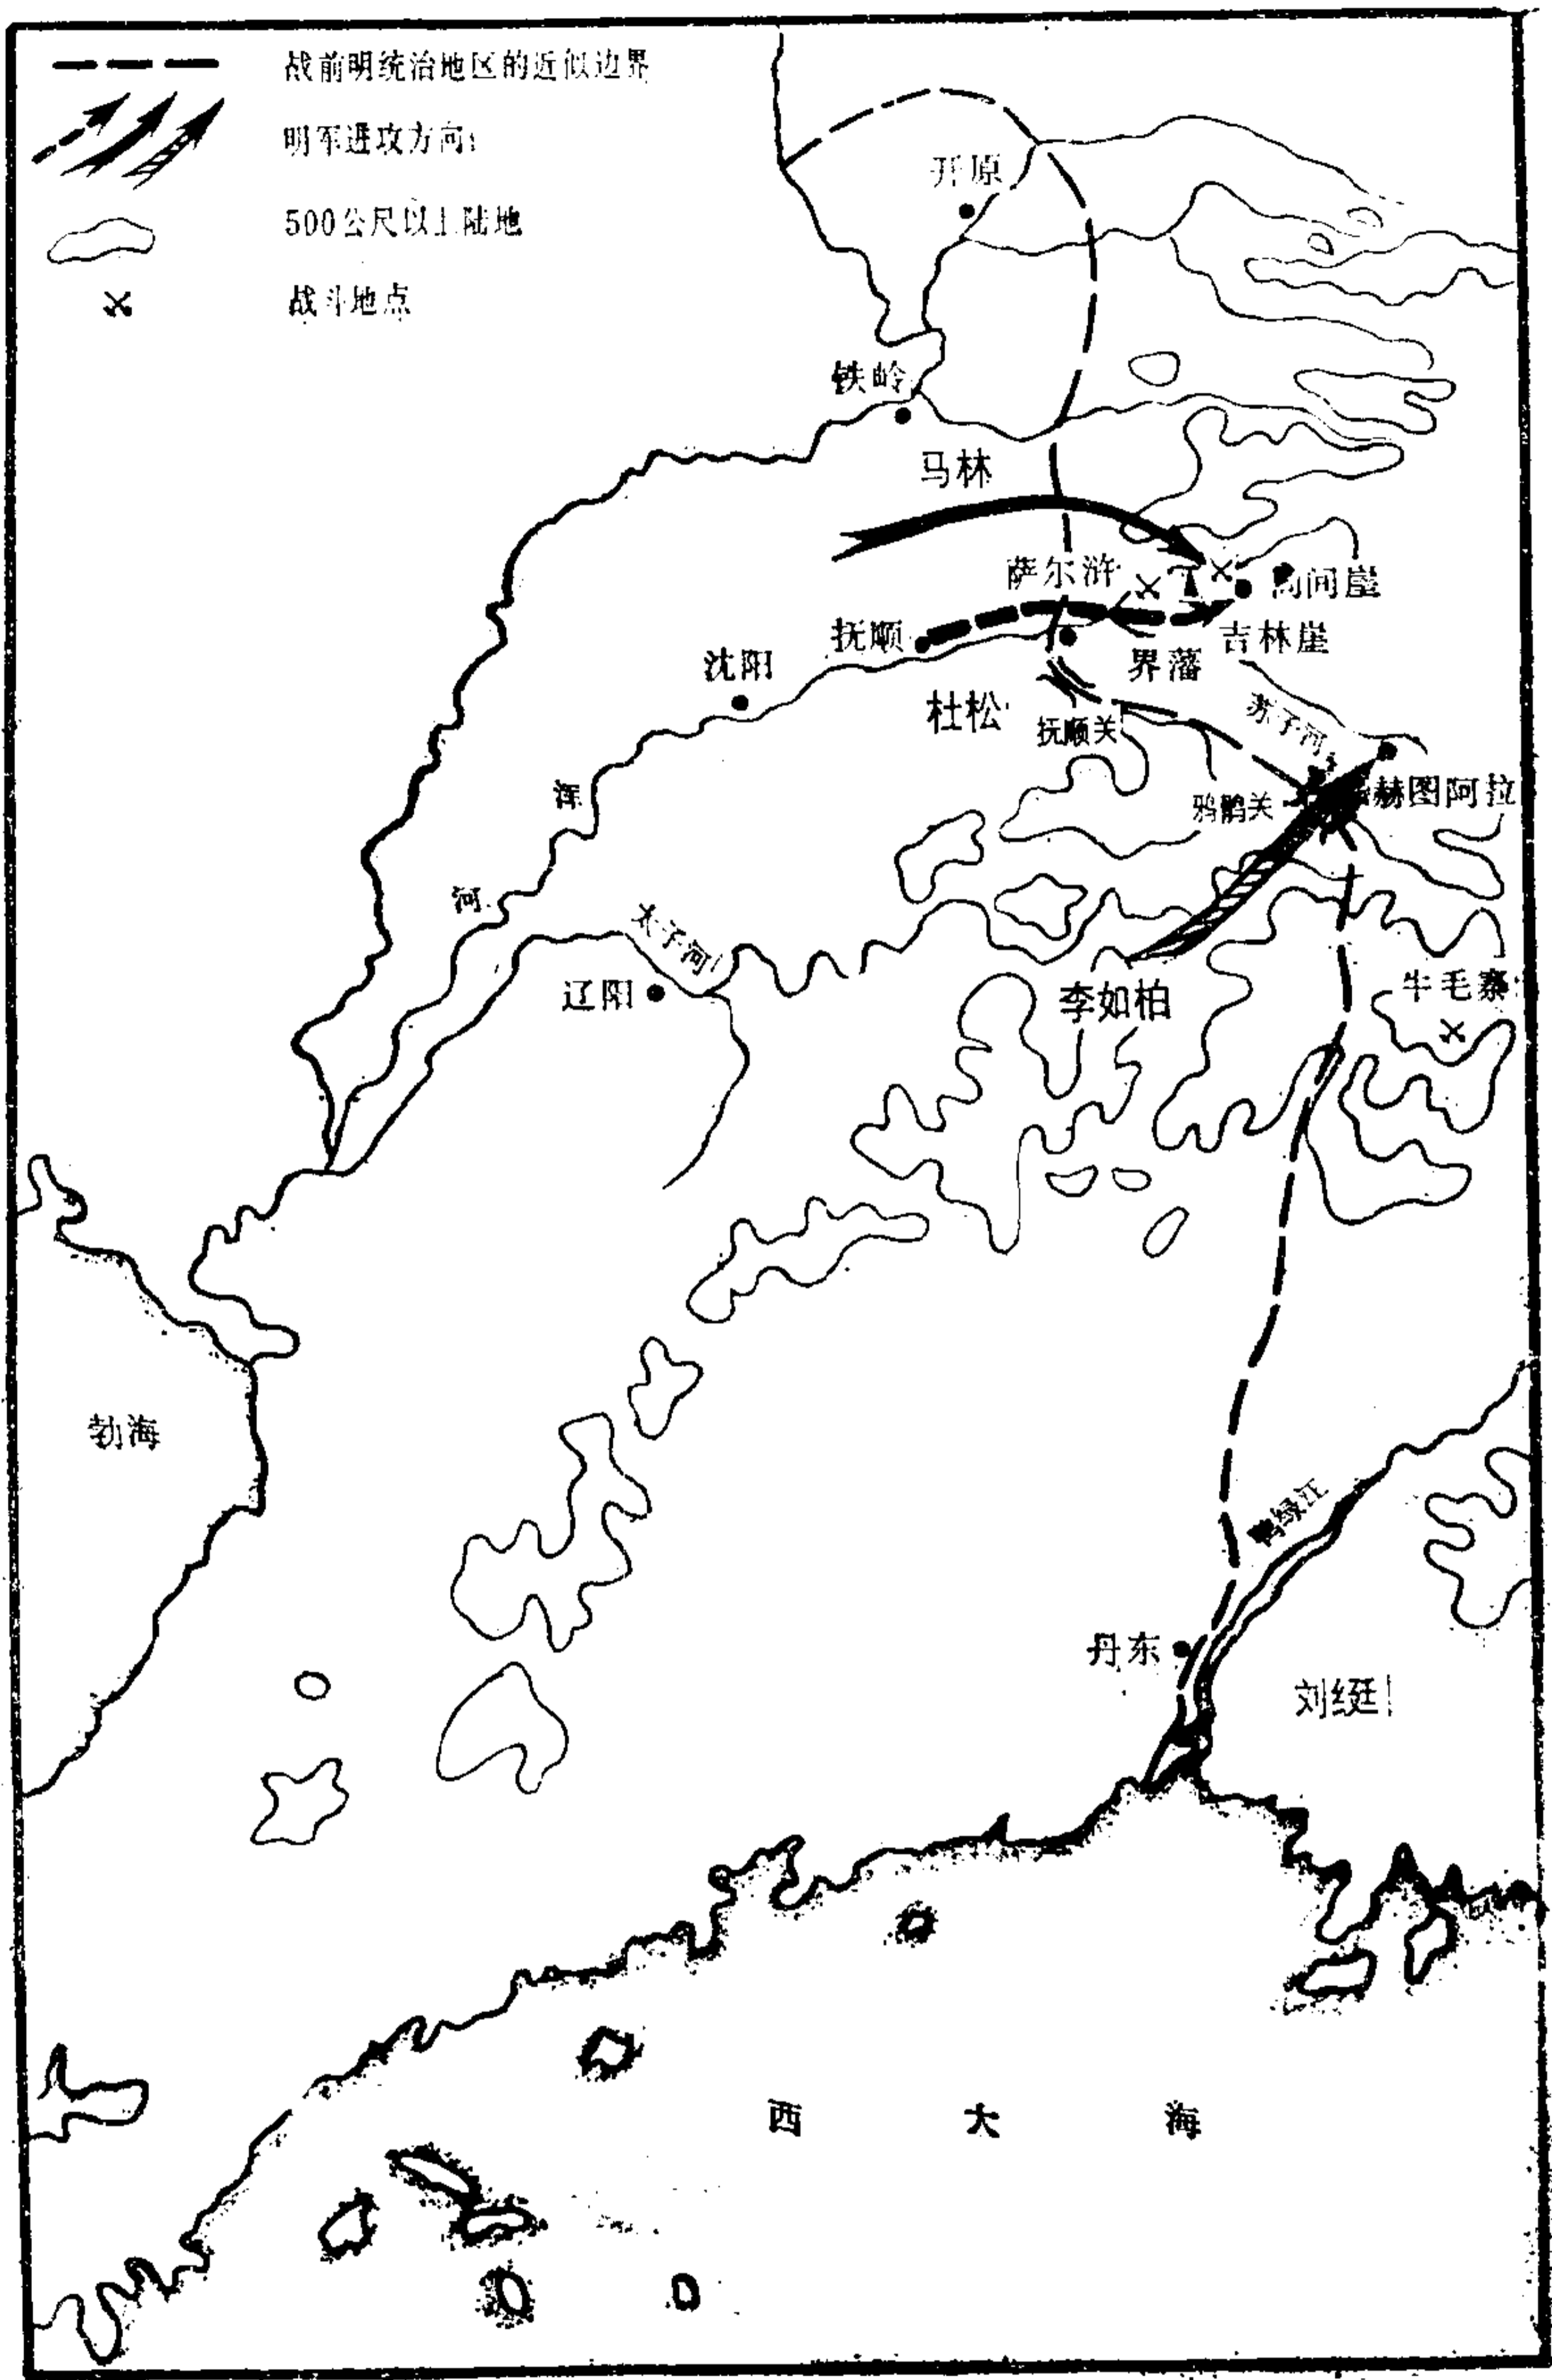 战前明统治地区的近似边界
明军进攻方向:
500公尺以上陆地
战斗地点
开原
铁岭
马林
萨尔浒
间崖
抚顺
吉林崖
界藩
沈阳
杜松
抚顺关
苏子河
鸦鹘关
赫图阿拉
浑
河
太子河
辽阳
李如柏
牛毛寨
勃海
鸭绿江
丹东
刘綎
西大海